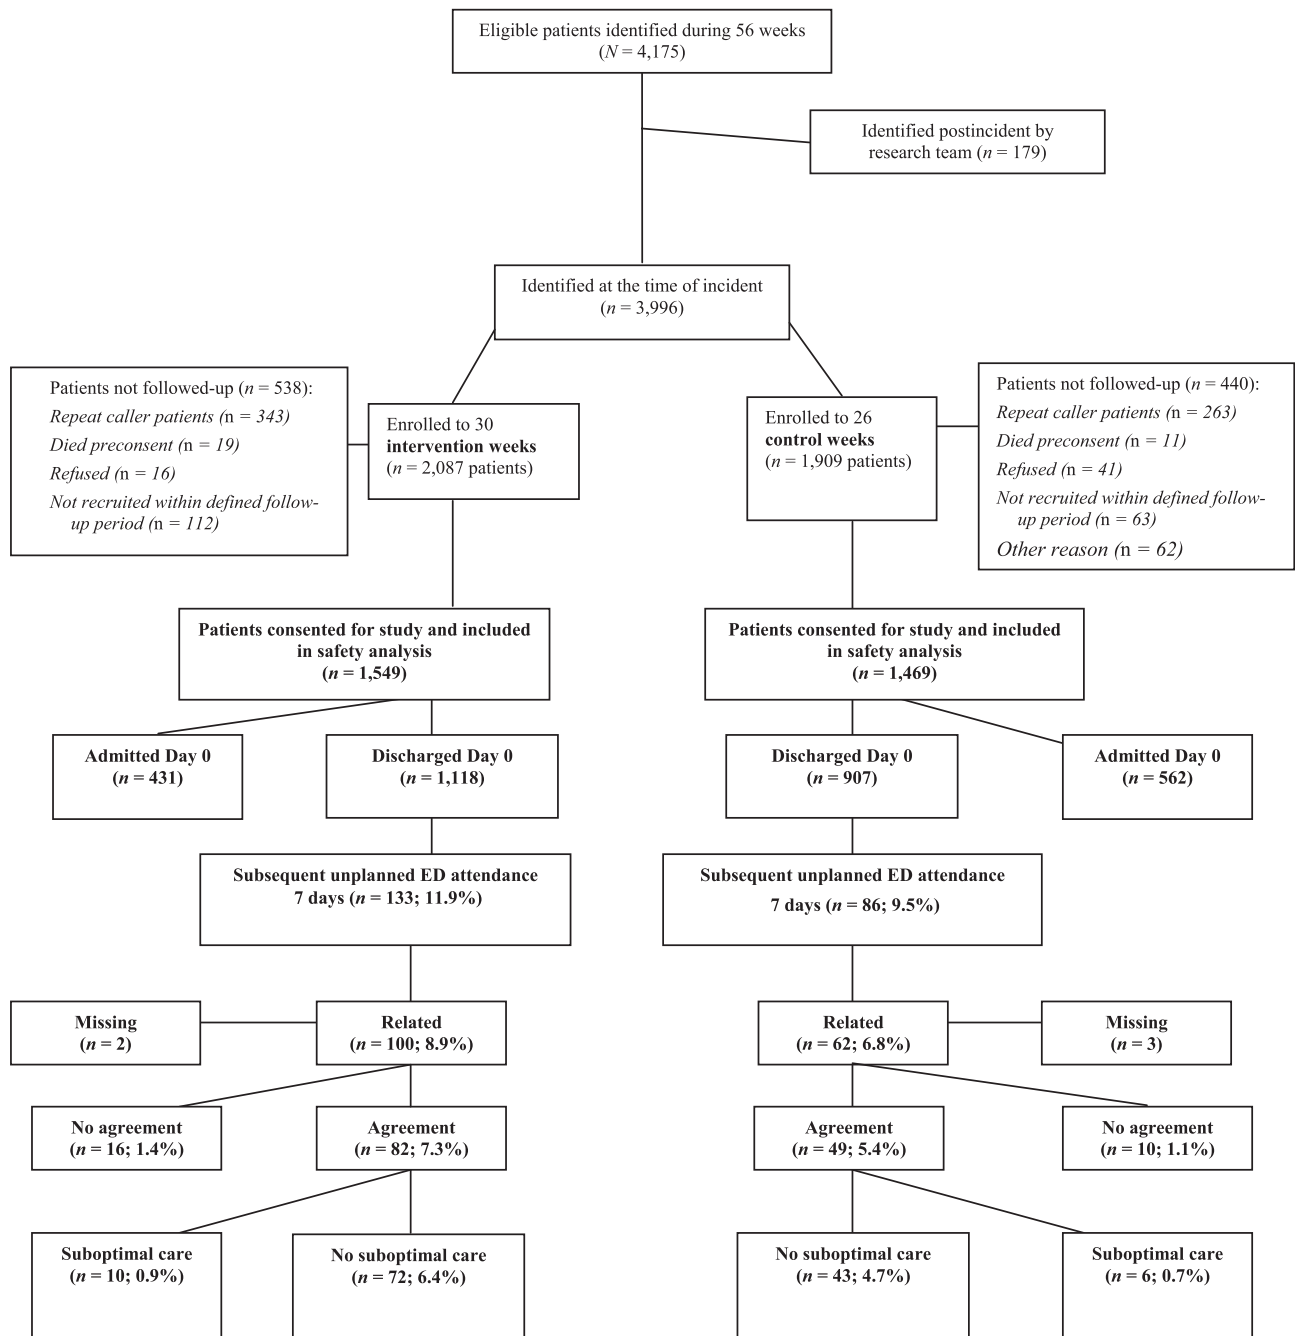 Eligible patients identified during 56 weeks
(N = 4,175)
Identified postincident by
research team (n = 179)
Identified at the time of incident
(n = 3,996)
Patients not followed-up (n = 538):
Repeat caller patients (n = 343)
Died preconsent (n = 19)
Refused (n = 16)
Not recruited within defined follow-
up period (n = 112)
Enrolled to 30
intervention weeks
(n = 2,087 patients)
Enrolled to 26
control weeks
(n = 1,909 patients)
Patients not followed-up (n = 440):
Repeat caller patients (n = 263)
Died preconsent (n = 11)
Refused (n = 41)
Not recruited within defined follow-
up period (n = 63)
Other reason (n = 62)
Patients consented for study and included
in safety analysis
(n = 1,549)
Patients consented for study and included
in safety analysis
(n = 1,469)
Admitted Day 0
(n = 431)
Discharged Day 0
(n = 1,118)
Discharged Day 0
(n = 907)
Admitted Day 0
(n = 562)
Subsequent unplanned ED attendance
7 days (n = 133; 11.9%)
Subsequent unplanned ED attendance
7 days (n = 86; 9.5%)
Missing
(n = 2)
Related
(n = 100; 8.9%)
Related
(n = 62; 6.8%)
Missing
(n = 3)
No agreement
(n = 16; 1.4%)
Agreement
(n = 82; 7.3%)
Agreement
(n = 49; 5.4%)
No agreement
(n = 10; 1.1%)
Suboptimal care
(n = 10; 0.9%)
No suboptimal care
(n = 72; 6.4%)
No suboptimal care
(n = 43; 4.7%)
Suboptimal care
(n = 6; 0.7%)